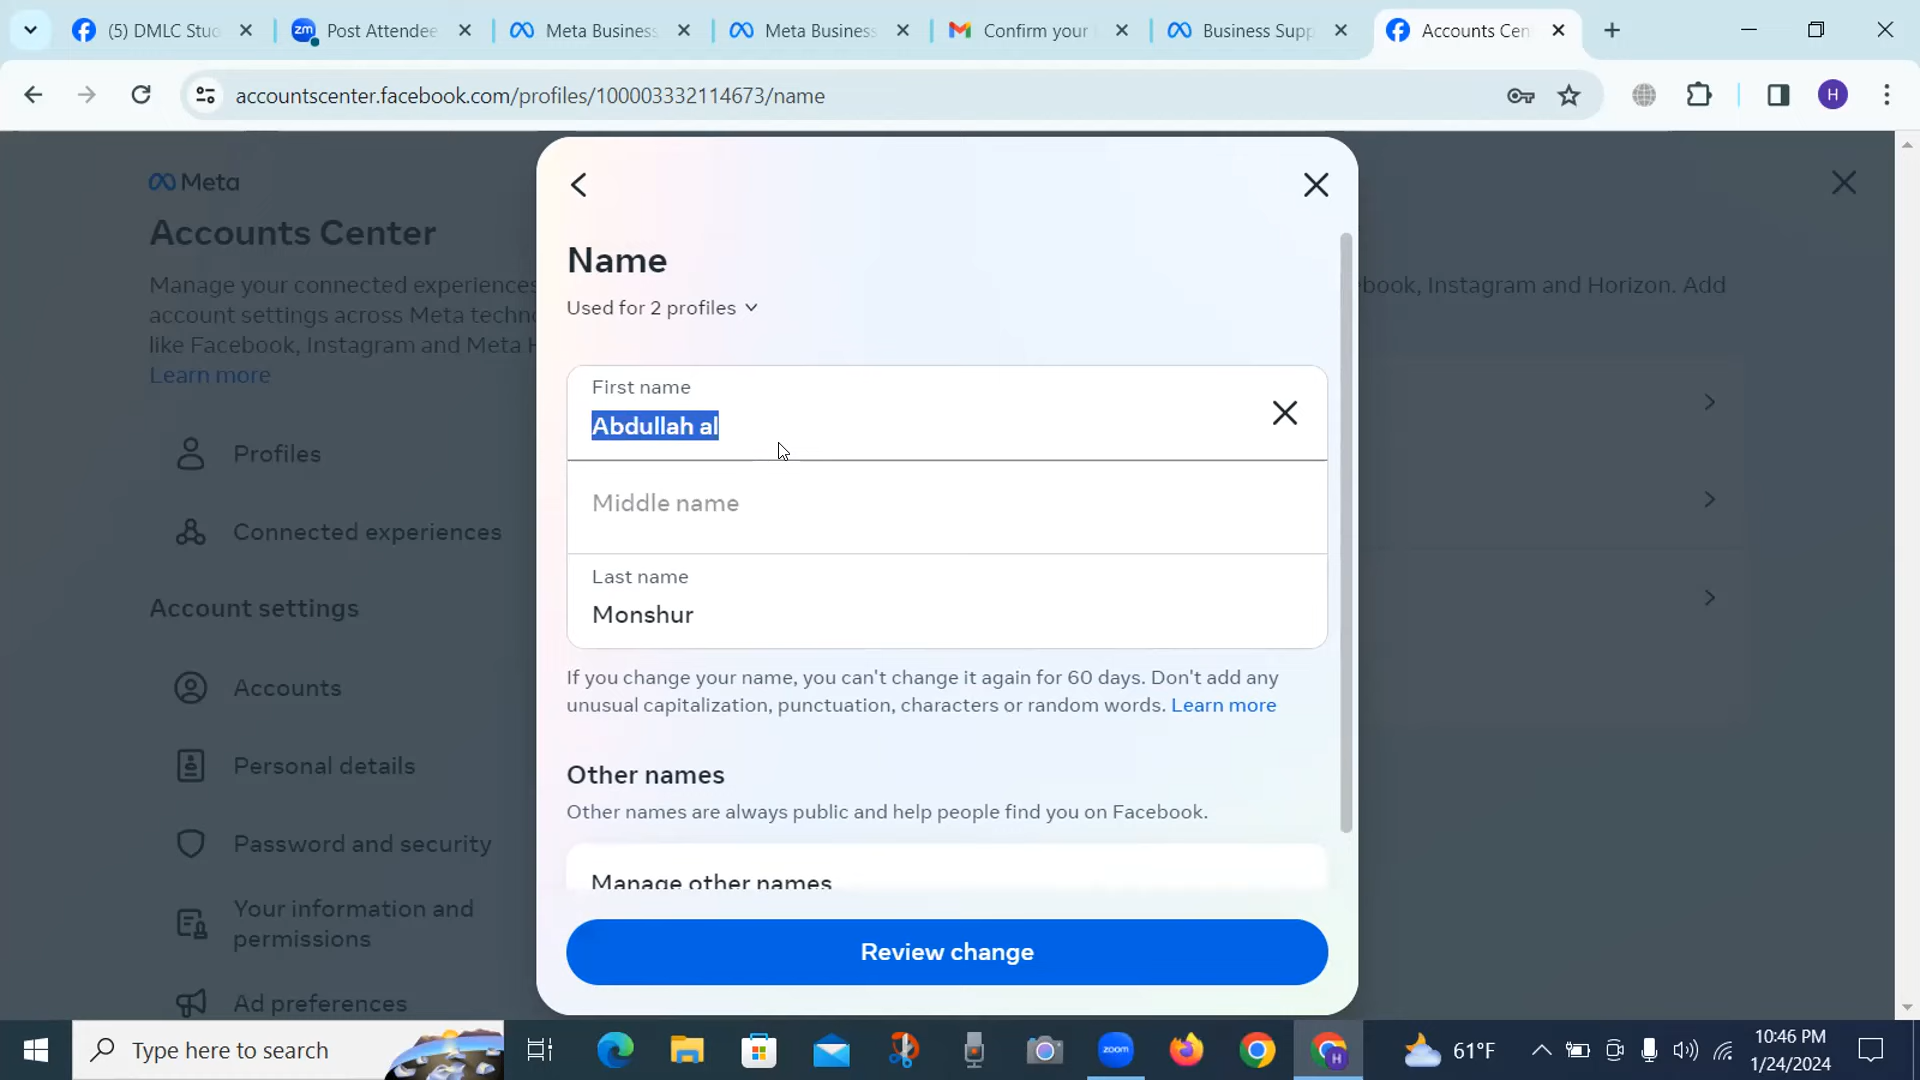 (5) DMLC Stud
Post Attendee
Meta Business
Meta Business
Confirm your
Business Supp
Accounts Cen
accountscenter.facebook.com/profiles/100003332114673/name
H
Meta
Accounts Center
Manage your connected experiences
account settings across Meta techn
like Facebook, Instagram and Meta H
Learn more
Profiles
Connected experiences
Account settings
Accounts
Personal details
Password and security
Your information and
permissions
Ad preferences
Name
Used for 2 profiles
First name
Abdullah al
Middle name
Last name
Monshur
If you change your name, you can't change it again for 60 days. Don't add any
unusual capitalization, punctuation, characters or random words. Learn more
Other names
Other names are always public and help people find you on Facebook.
Manage other names
Review change
ebook, Instagram and Horizon. Add
Type here to search
zoom
H
61°F
10:46 PM
1/24/2024